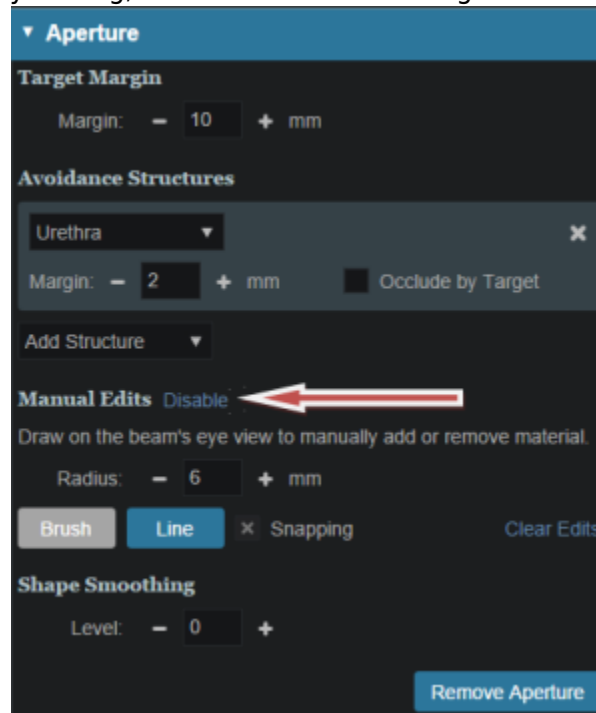 Aperture
Target Margin
Margin: − 10 + mm
Avoidance Structures
Urethra
Margin: − 2 + mm Occlude by Target
Add Structure
Manual Edits Disable
Draw on the beam's eye view to manually add or remove material.
Radius: − 6 + mm
Brush Line Snapping Clear Edits
Shape Smoothing
Level: − 0 +
Remove Aperture